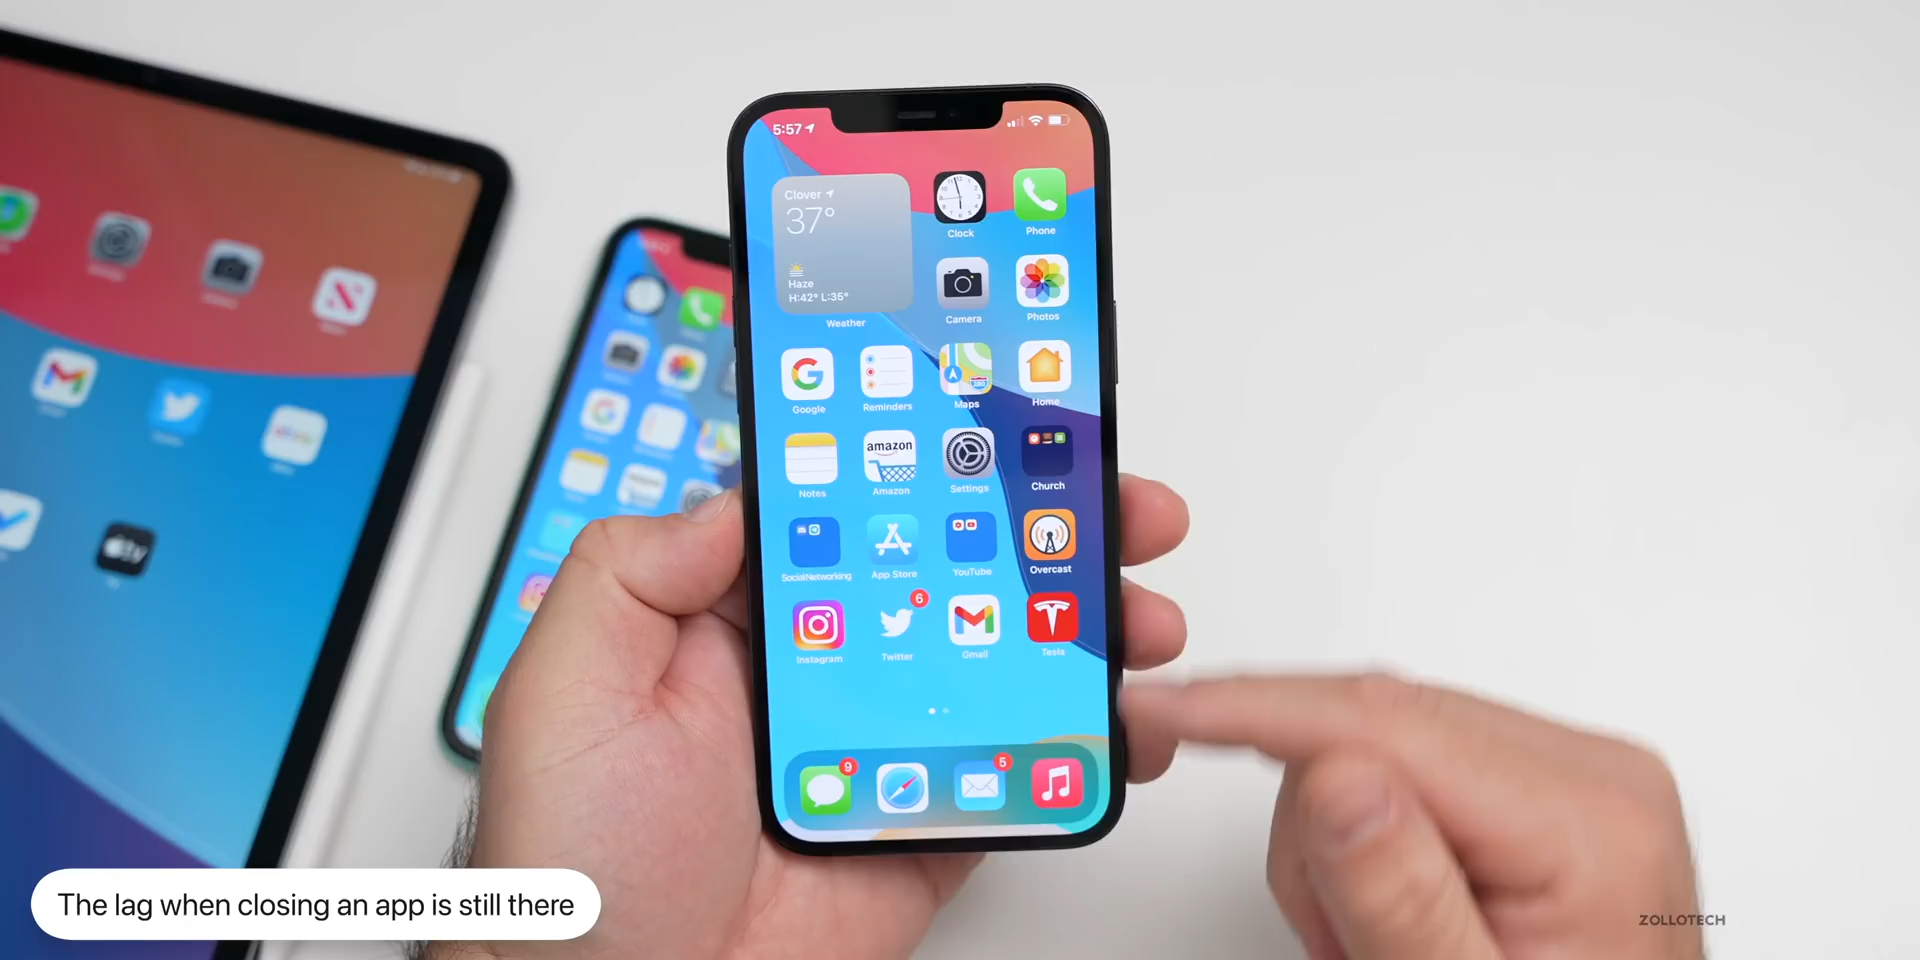 5:57
Clover
37°
Haze
H:42° L:35°
Weather
Clock
Phone
Camera
Photos
Google
Reminders
Maps
Home
Notes
amazon
Amazon
Settings
Church
SocialNetworking
App Store
YouTube
Overcast
Instagram
6
Twitter
Gmail
Tesla
9
5
tv
The lag when closing an app is still there
ZOLLOTECH